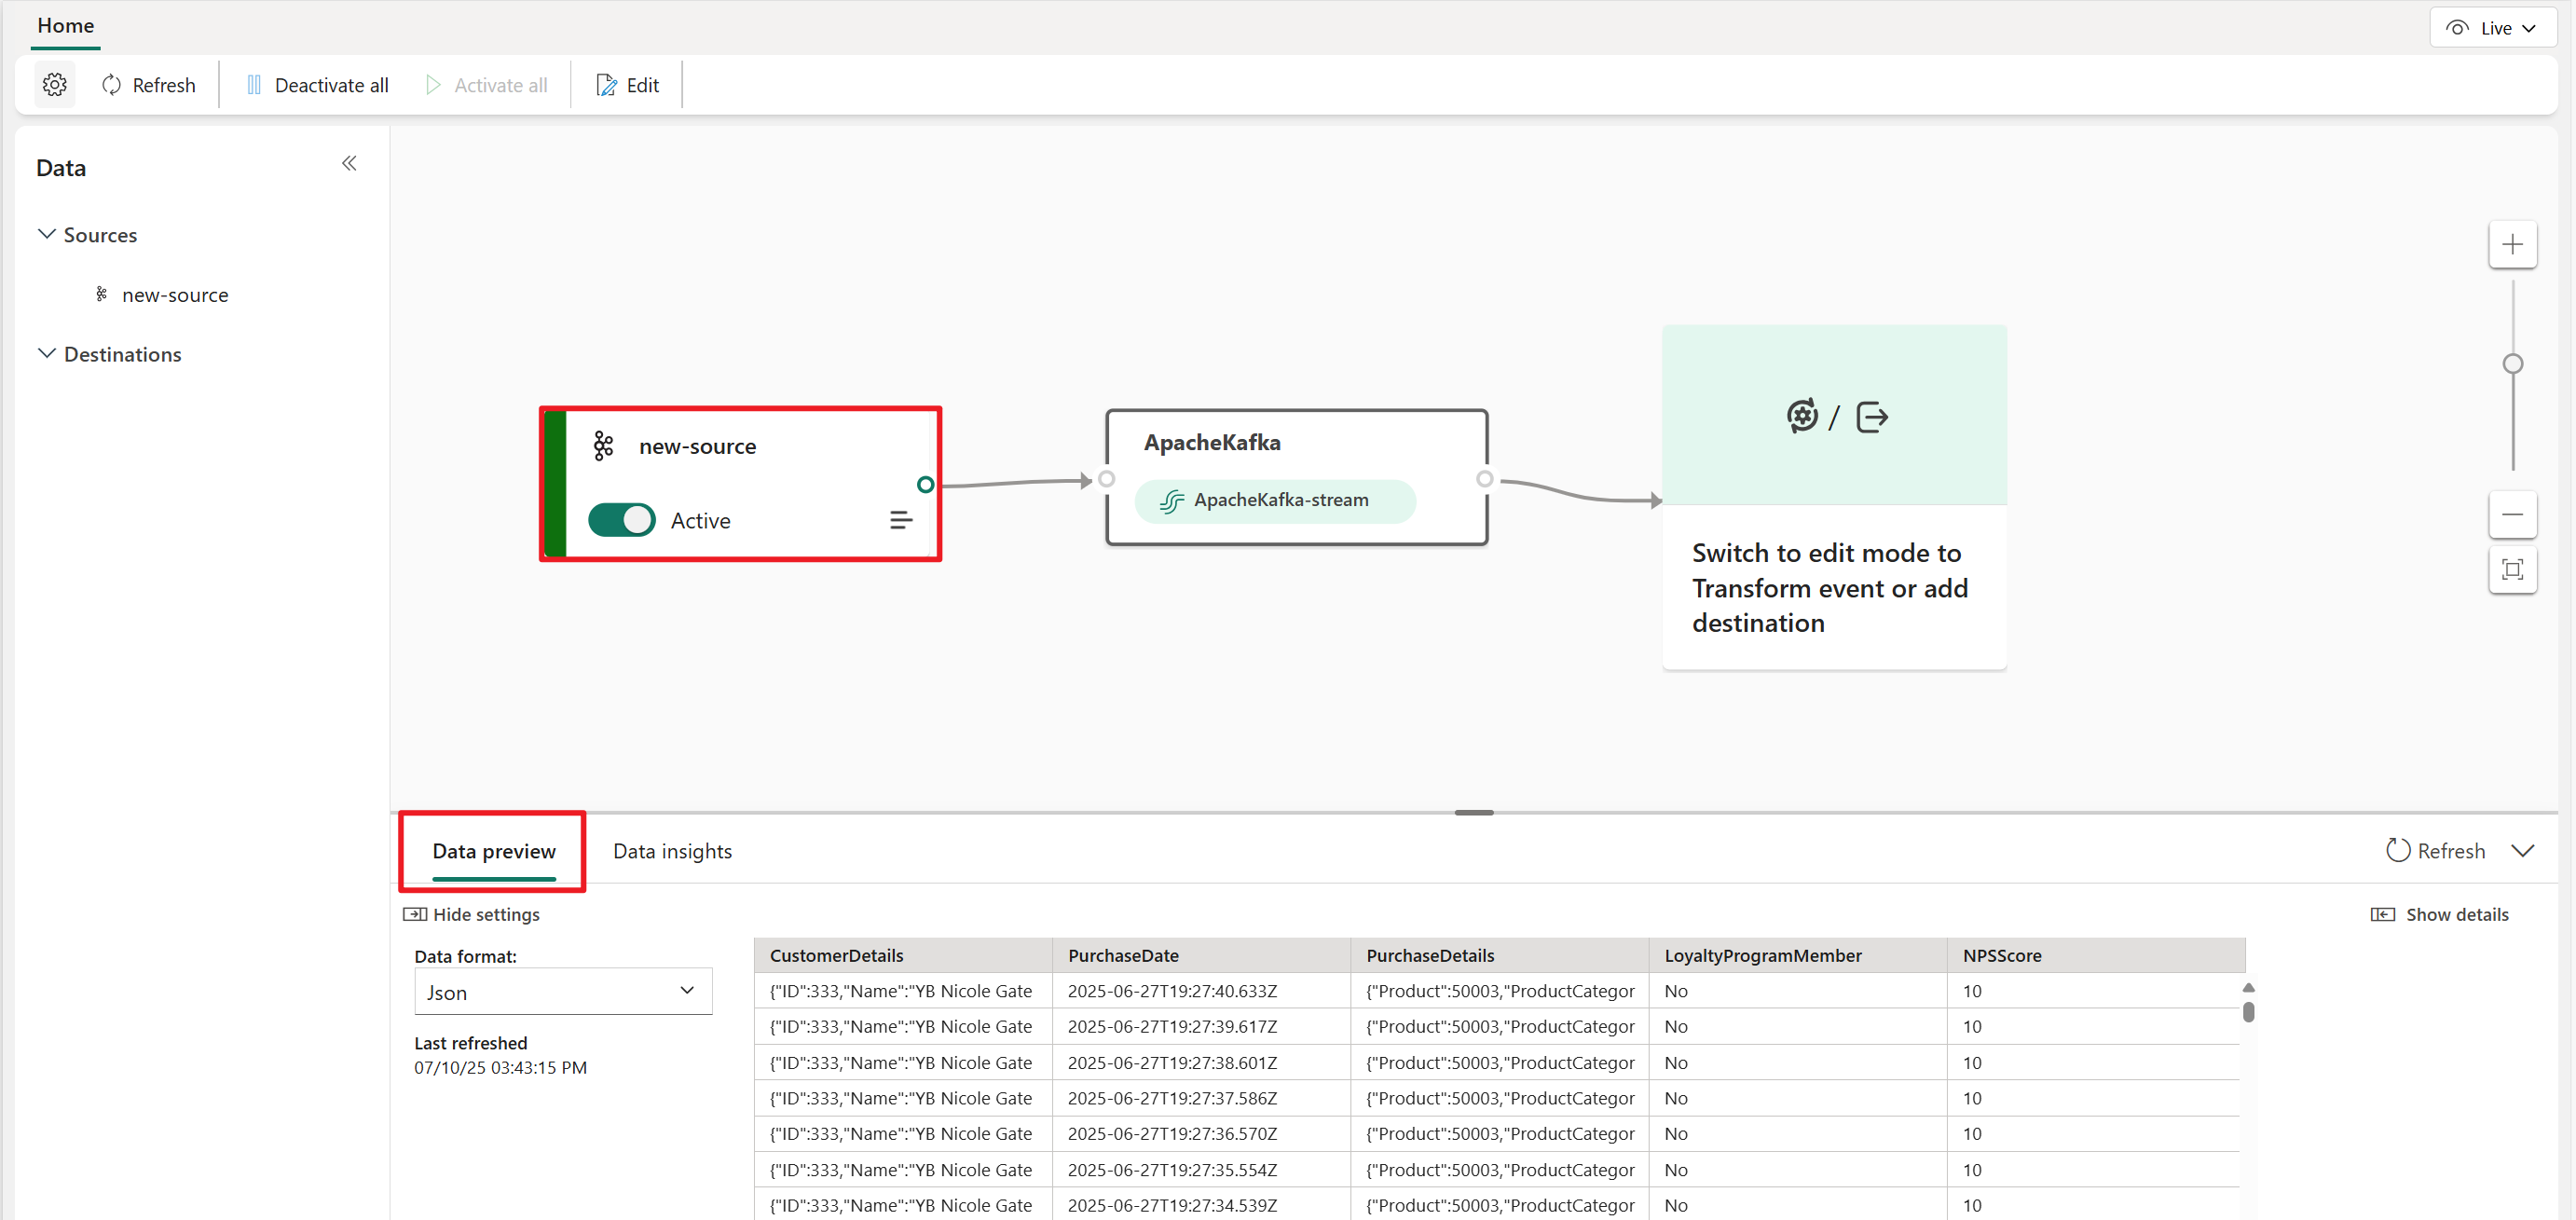 Home
Live
Refresh
Deactivate all
Activate all
Edit
Data
Sources
new-source
Destinations
new-source
Active
ApacheKafka
ApacheKafka-stream
/
Switch to edit mode to
Transform event or add
destination
Data preview
Data insights
Refresh
Hide settings
Show details
Data format:
Json
Last refreshed
07/10/25 03:43:15 PM
CustomerDetails PurchaseDate PurchaseDetails LoyaltyProgramMember NPSScore
{"ID":333,"Name":"YB Nicole Gate 2025-06-27T19:27:40.633Z {"Product":50003,"ProductCategor No 10
{"ID":333,"Name":"YB Nicole Gate 2025-06-27T19:27:39.617Z {"Product":50003,"ProductCategor No 10
{"ID":333,"Name":"YB Nicole Gate 2025-06-27T19:27:38.601Z {"Product":50003,"ProductCategor No 10
{"ID":333,"Name":"YB Nicole Gate 2025-06-27T19:27:37.586Z {"Product":50003,"ProductCategor No 10
{"ID":333,"Name":"YB Nicole Gate 2025-06-27T19:27:36.570Z {"Product":50003,"ProductCategor No 10
{"ID":333,"Name":"YB Nicole Gate 2025-06-27T19:27:35.554Z {"Product":50003,"ProductCategor No 10
{"ID":333,"Name":"YB Nicole Gate 2025-06-27T19:27:34.539Z {"Product":50003,"ProductCategor No 10